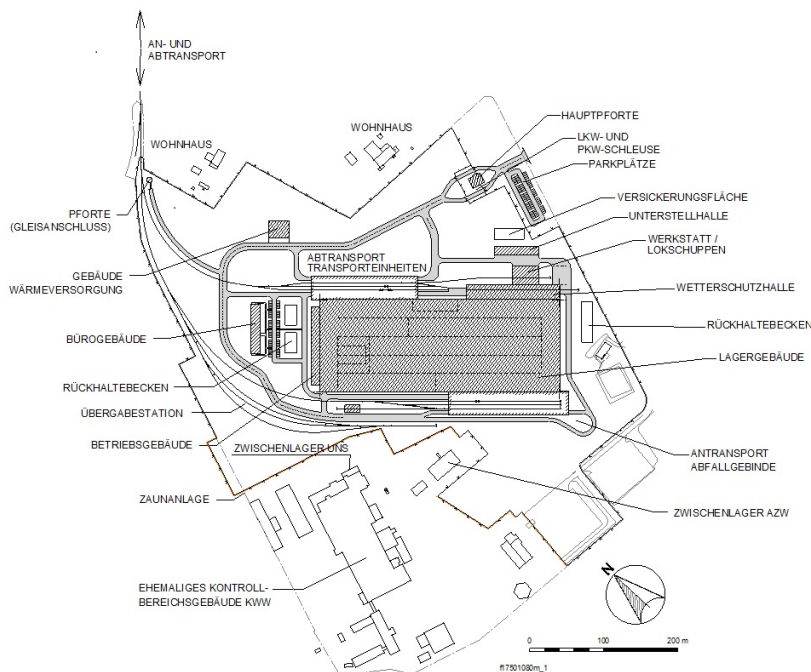 AN- UND
ABTRANSPORT
WOHNHAUS
WOHNHAUS
HAUPTPFORTE
LKW- UND
PKW-SCHLEUSE
PARKPLÄTZE
VERSICKERUNGSFLÄCHE
UNTERSTELLHALLE
WERKSTATT /
LOKSCHUPPEN
WETTERSCHUTZHALLE
RÜCKHALTEBECKEN
LAGERGEBÄUDE
ANTRANSPORT
ABFALLGEBINDE
ZWISCHENLAGER AZW
PFORTE
(GLEISANSCHLUSS)
GEBÄUDE
WÄRMEVERSORGUNG
ABTRANSPORT
TRANSPORTEINHEITEN
BÜROGEBÄUDE
RÜCKHALTEBECKEN
ÜBERGABESTATION
BETRIEBSGEBÄUDE
ZWISCHENLAGER UNS
ZAUNANLAGE
EHEMALIGES KONTROLL-
BEREICHSGEBÄUDE KWW
N
0 100 200 m
f17501080m_1